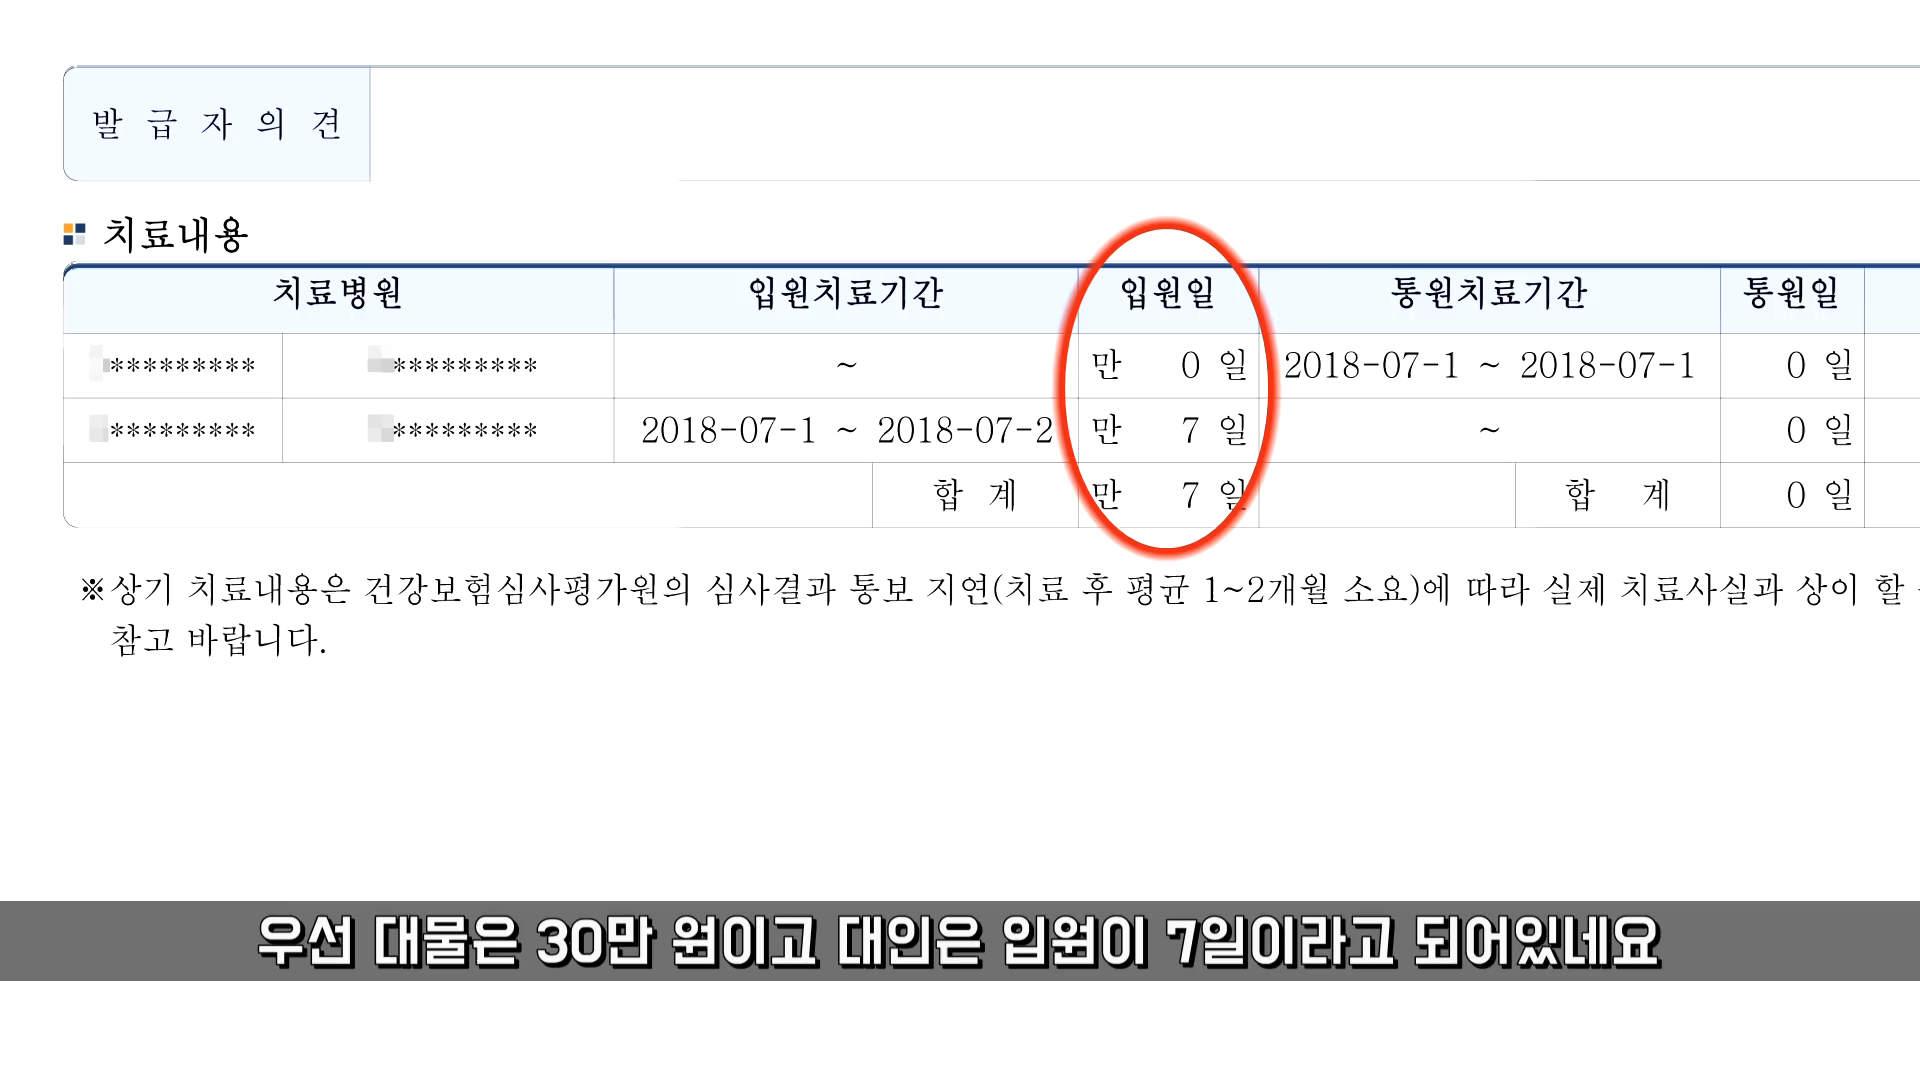 발 급 자 의 견
치료내용
치료병원 입원치료기간 입원일 통원치료기간 통원일
********* ********* ~ 만 0 일 2018-07-1 ~ 2018-07-1 0 일
********* ********* 2018-07-1 ~ 2018-07-2 만 7 일 ~ 0 일
합 계 만 7 일 합 계 0 일
※상기 치료내용은 건강보험심사평가원의 심사결과 통보 지연(치료 후 평균 1~2개월 소요)에 따라 실제 치료사실과 상이 할
참고 바랍니다.
우선 대물은 30만 원이고 대인은 입원이 7일이라고 되어있네요